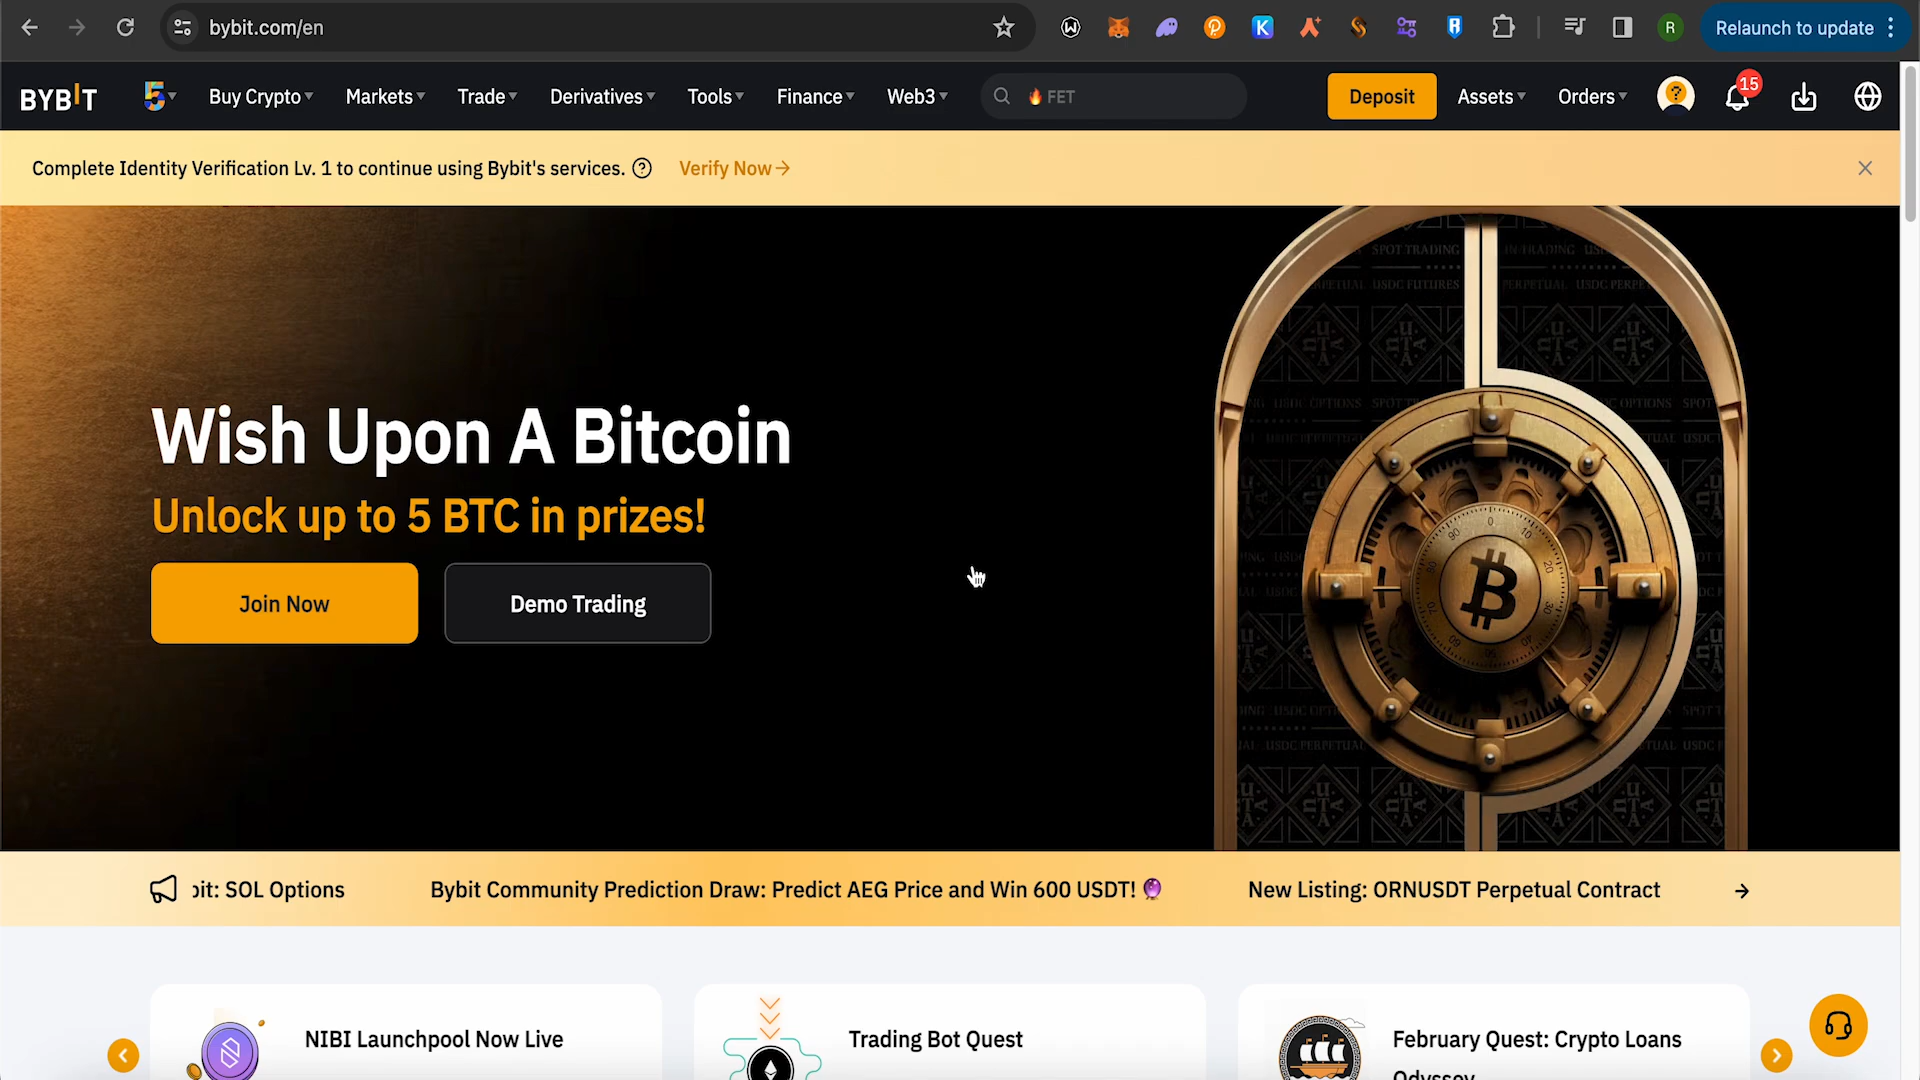 bybit.com/en
Relaunch to update
BYBIT
Buy Crypto
Markets
Trade
Derivatives
Tools
Finance
Web3
FET
Deposit
Assets
Orders
15
Complete Identity Verification Lv. 1 to continue using Bybit's services.
Verify Now
Wish Upon A Bitcoin
Unlock up to 5 BTC in prizes!
Join Now
Demo Trading
bit: SOL Options
Bybit Community Prediction Draw: Predict AEG Price and Win 600 USDT!
New Listing: ORNUSDT Perpetual Contract
NIBI Launchpool Now Live
Trading Bot Quest
February Quest: Crypto Loans
Odyssey